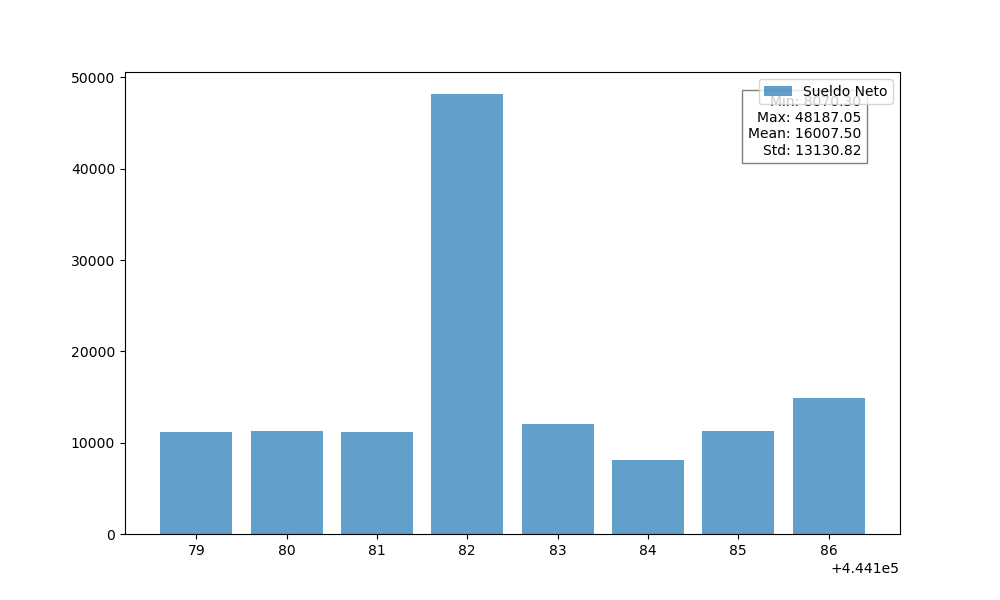 50000
40000
30000
20000
10000
0
Sueldo Neto
Min: 8070.30
Max: 48187.05
Mean: 16007.50
Std: 13130.82
79 80 81 82 83 84 85 86
+4.441e5